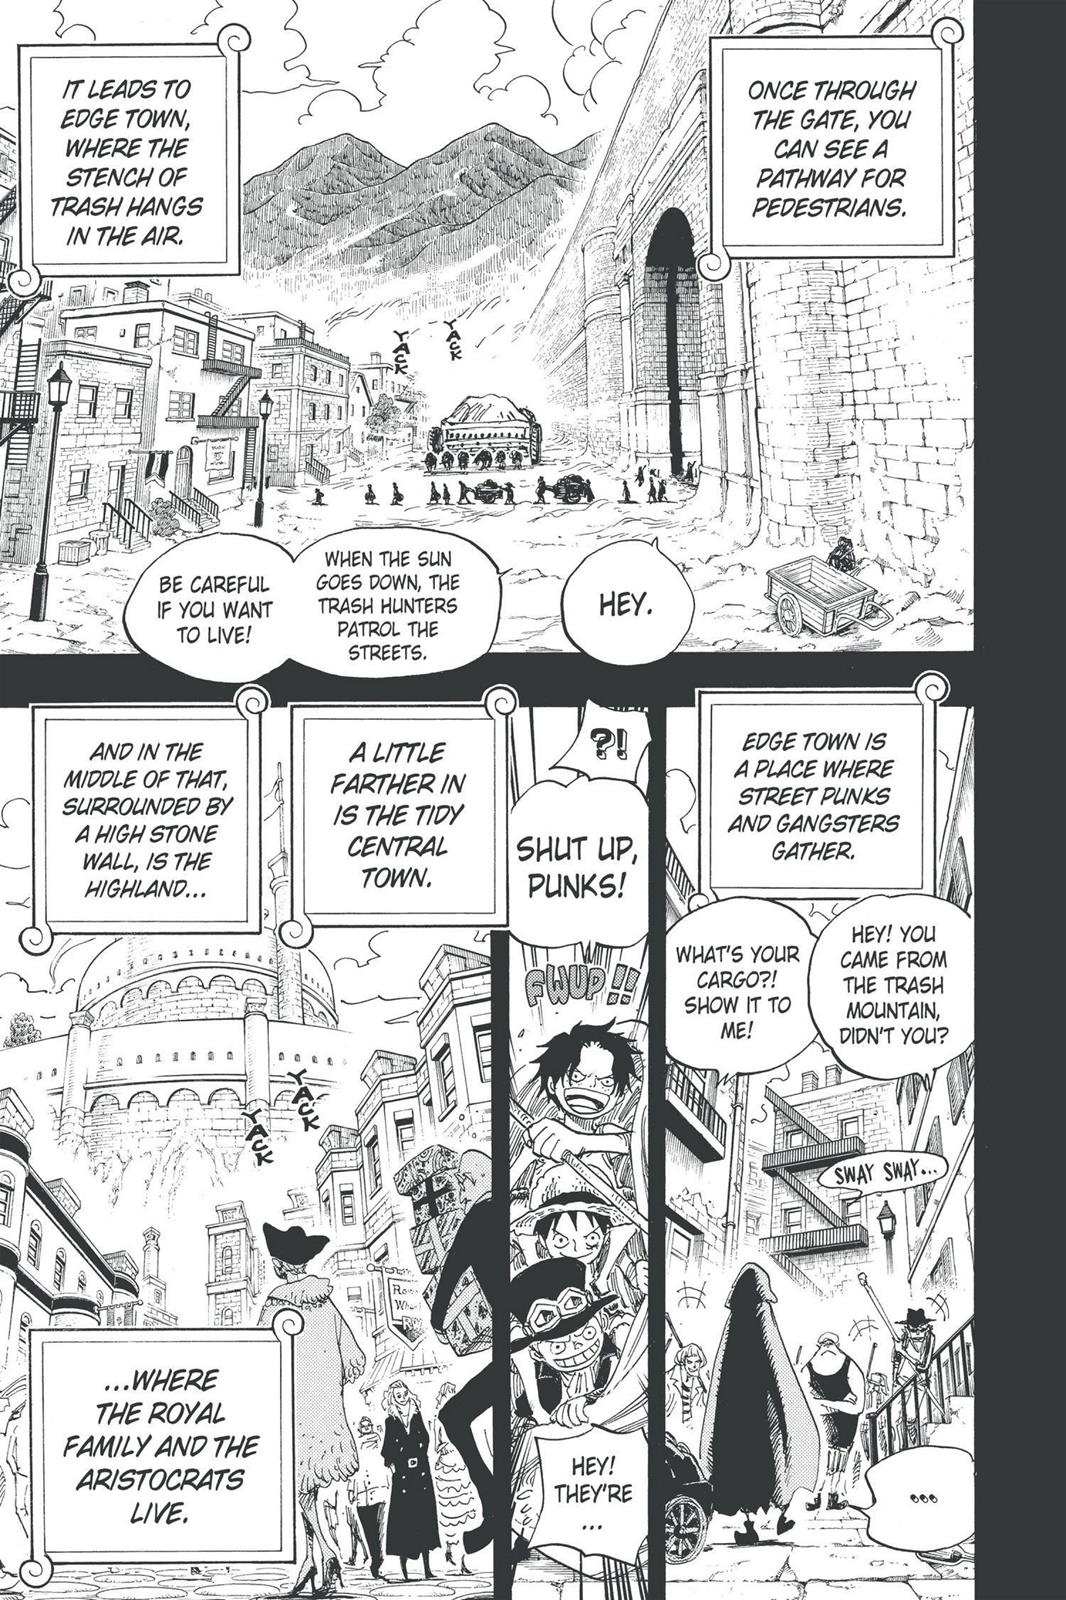 ONCE THROUGH
THE GATE, YOU
CAN SEE A
PATHWAY FOR
PEDESTRIANS.
IT LEADS TO
EDGE TOWN,
WHERE THE
STENCH OF
TRASH HANGS
IN THE AIR.
YACK
YACK
HEY.
WHEN THE SUN
GOES DOWN, THE
TRASH HUNTERS
PATROL THE
STREETS.
BE CAREFUL
IF YOU WANT
TO LIVE!
EDGE TOWN IS
A PLACE WHERE
STREET PUNKS
AND GANGSTERS
GATHER.
HEY! YOU
CAME FROM
THE TRASH
MOUNTAIN,
DIDN'T YOU?
WHAT'S YOUR
CARGO?!
SHOW IT TO
ME!
SWAY SWAY...
...
?!
SHUT UP,
PUNKS!
FWUP!!
HEY!
THEY'RE
...
A LITTLE
FARTHER IN
IS THE TIDY
CENTRAL
TOWN.
AND IN THE
MIDDLE OF THAT,
SURROUNDED BY
A HIGH STONE
WALL, IS THE
HIGHLAND...
YACK
YACK
...WHERE
THE ROYAL
FAMILY AND THE
ARISTOCRATS
LIVE.